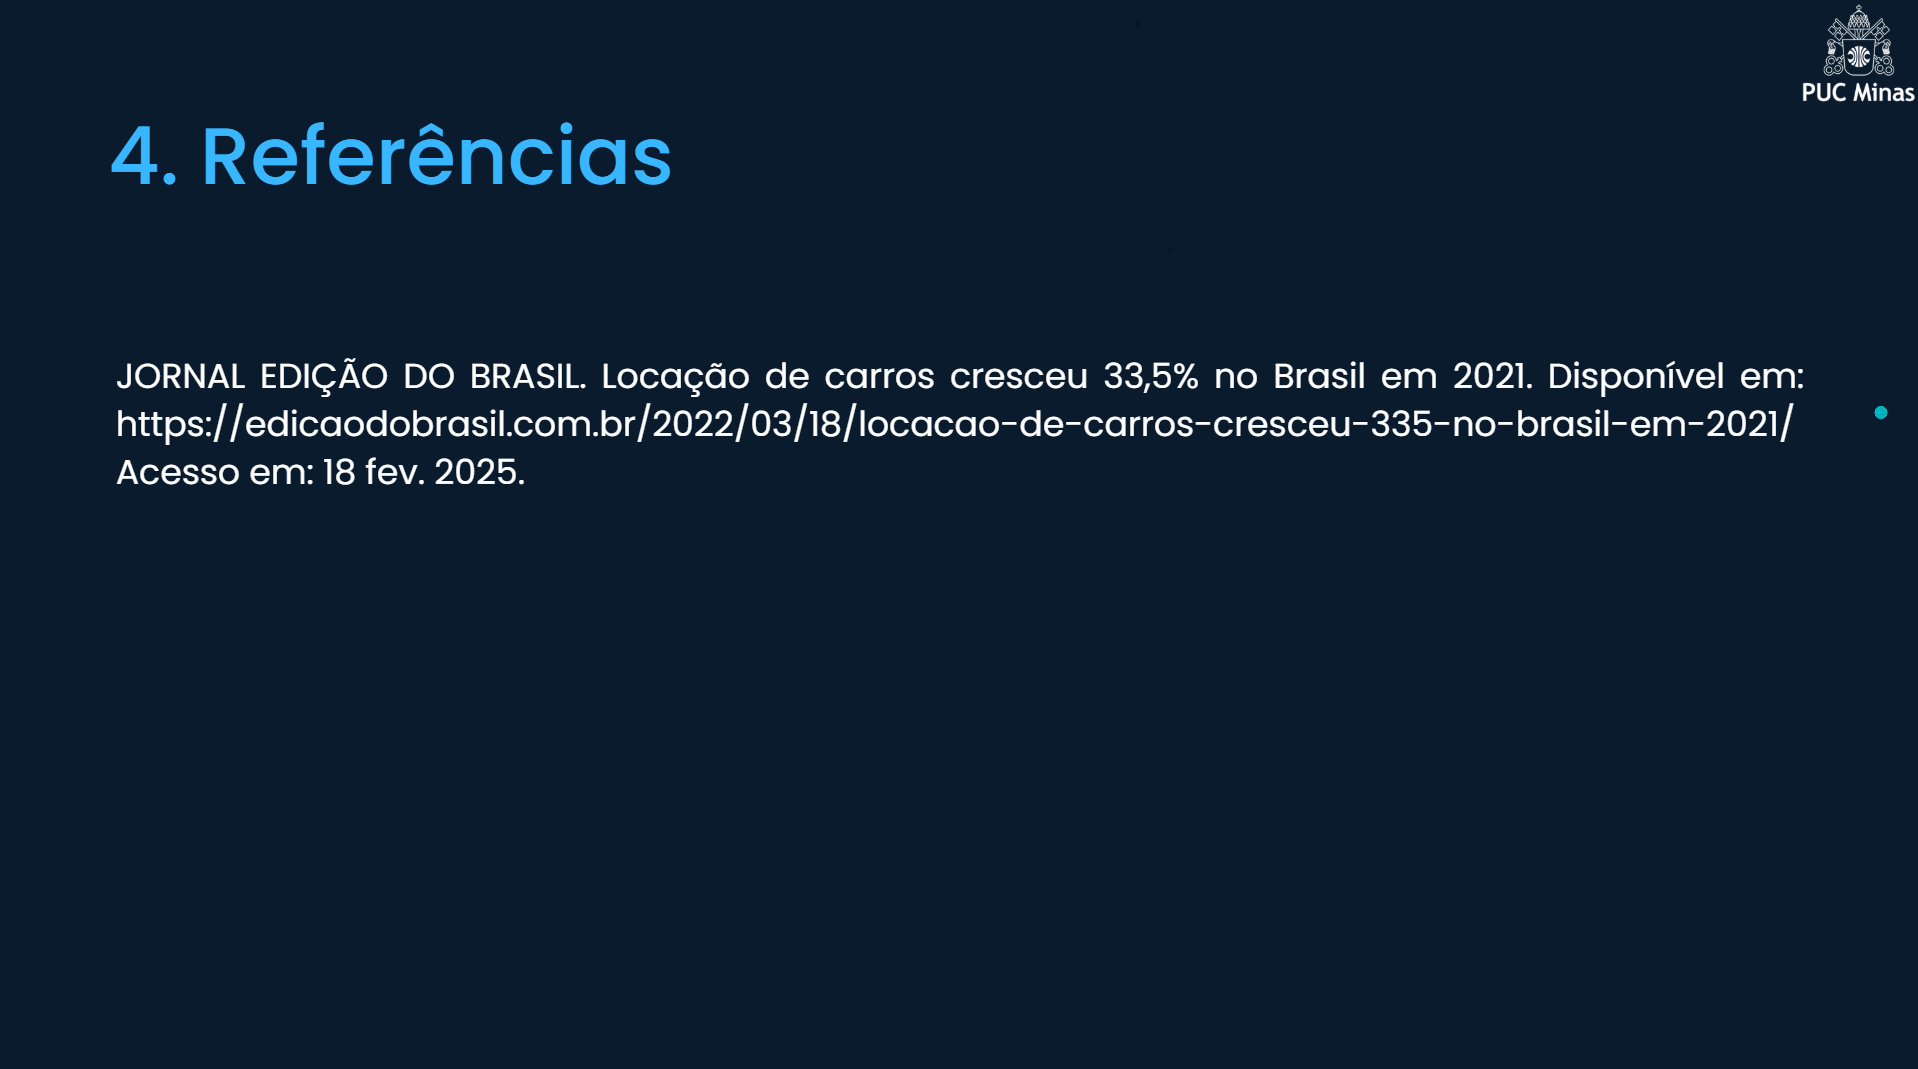 PUC Minas
4. Referências
JORNAL EDIÇÃO DO BRASIL. Locação de carros cresceu 33,5% no Brasil em 2021. Disponível em:
https://edicaodobrasil.com.br/2022/03/18/locacao-de-carros-cresceu-335-no-brasil-em-2021/
Acesso em: 18 fev. 2025.